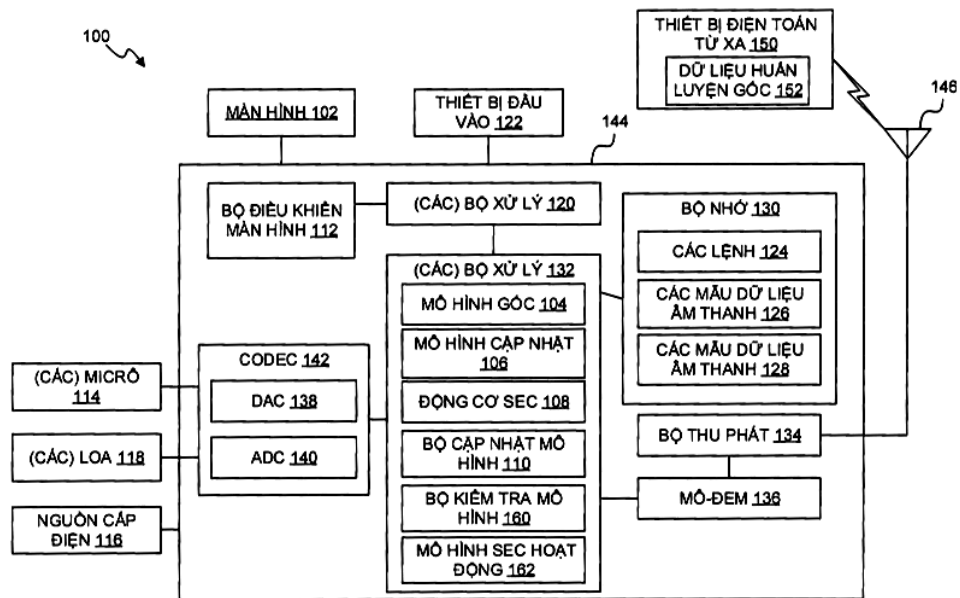 100
THIẾT BỊ ĐIỆN TOÁN
TỪ XA 150
DỮ LIỆU HUẤN
LUYỆN GỐC 152
146
MÀN HÌNH 102
THIẾT BỊ ĐẦU
VÀO 122
144
BỘ ĐIỀU KHIỂN
MÀN HÌNH 112
(CÁC) BỘ XỬ LÝ 120
BỘ NHỚ 130
CÁC LỆNH 124
CÁC MẪU DỮ LIỆU
ÂM THANH 126
CÁC MẪU DỮ LIỆU
ÂM THANH 128
(CÁC) BỘ XỬ LÝ 132
MÔ HÌNH GỐC 104
MÔ HÌNH CẬP NHẬT
106
ĐỘNG CƠ SEC 108
BỘ CẬP NHẬT MÔ
HÌNH 110
BỘ KIỂM TRA MÔ
HÌNH 160
MÔ HÌNH SEC HOẠT
ĐỘNG 162
CODEC 142
DAC 138
ADC 140
(CÁC) MICRÔ
114
(CÁC) LOA 118
NGUỒN CẤP
ĐIỆN 116
BỘ THU PHÁT 134
MÔ-ĐEM 136